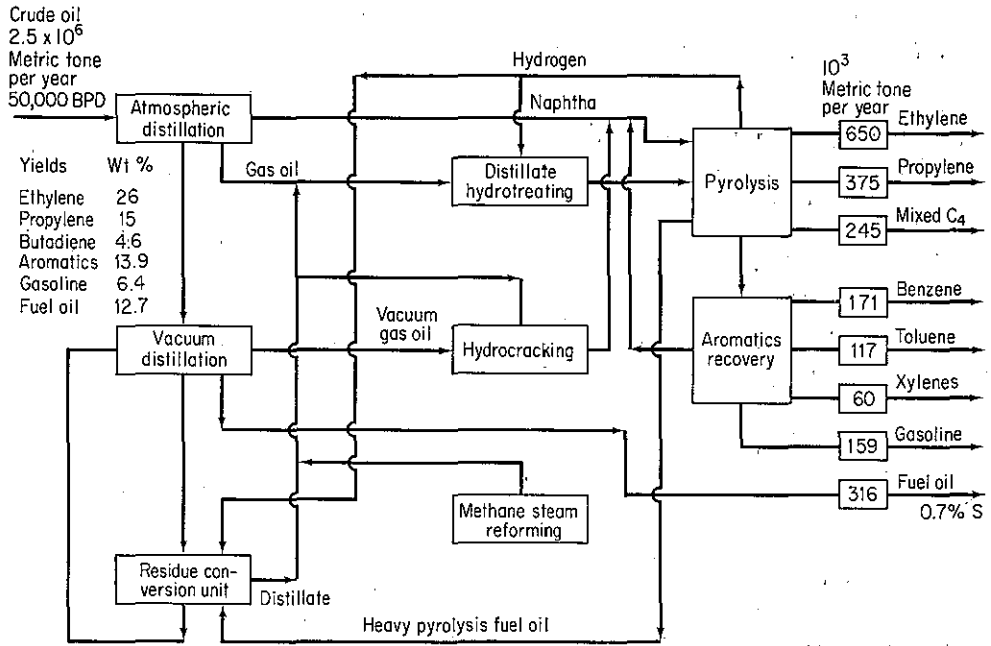 Crude oil
2.5 x 10⁶
Metric tone
per year
50,000 BPD
Atmospheric
distillation
Hydrogen
Naphtha
10³
Metric tone
per year
650
Ethylene
Yields Wt %
Ethylene 26
Propylene 15
Butadiene 4.6
Aromatics 13.9
Gasoline 6.4
Fuel oil 12.7
Gas oil
Distillate
hydrotreating
Pyrolysis
375
Propylene
245
Mixed C₄
Vacuum
distillation
Vacuum
gas oil
Hydrocracking
Aromatics
recovery
171
Benzene
117
Toluene
60
Xylenes
159
Gasoline
316
Fuel oil
0.7% S
Methane steam
reforming
Residue con-
version unit
Distillate
Heavy pyrolysis fuel oil